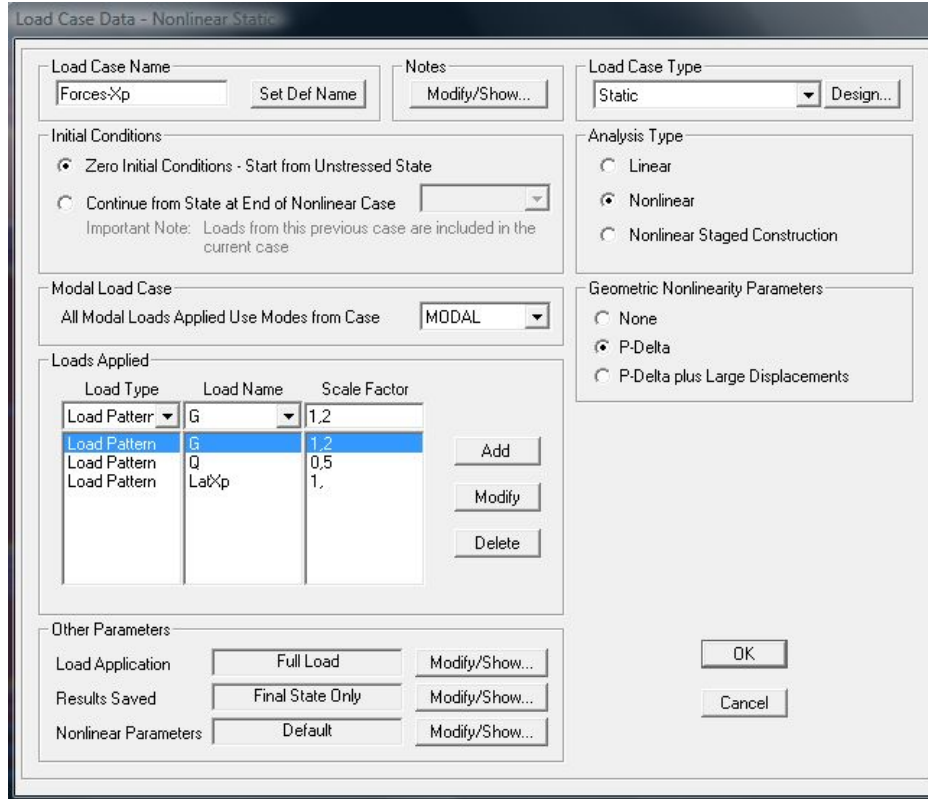 Load Case Data - Nonlinear Static
Load Case Name
Notes
Load Case Type
Forces-Xp
Set Def Name
Modify/Show...
Static
Design...
Initial Conditions
Zero Initial Conditions - Start from Unstressed State
Continue from State at End of Nonlinear Case
Important Note: Loads from this previous case are included in the
current case
Analysis Type
Linear
Nonlinear
Nonlinear Staged Construction
Modal Load Case
All Modal Loads Applied Use Modes from Case
MODAL
Geometric Nonlinearity Parameters
None
P-Delta
P-Delta plus Large Displacements
Loads Applied
Load Type Load Name Scale Factor
Load Pattern G 1,2
Load Pattern G 1,2
Load Pattern Q 0,5
Load Pattern LatXp 1,
Add
Modify
Delete
Other Parameters
Load Application Full Load Modify/Show...
Results Saved Final State Only Modify/Show...
Nonlinear Parameters Default Modify/Show...
OK
Cancel